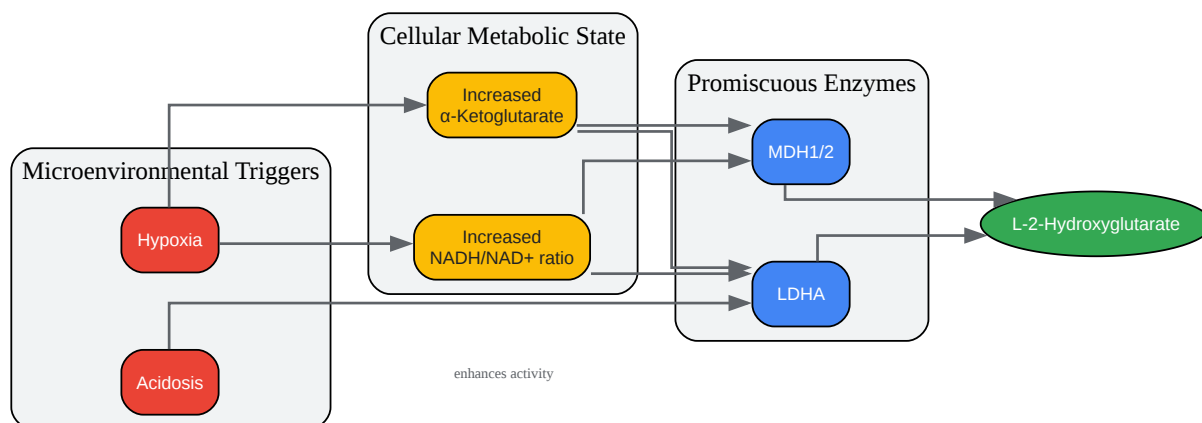 Cellular Metabolic State
Increased
α-Ketoglutarate
Promiscuous Enzymes
MDH1/2
Microenvironmental Triggers
Hypoxia
Increased
NADH/NAD+ ratio
L-2-Hydroxyglutarate
LDHA
Acidosis
enhances activity